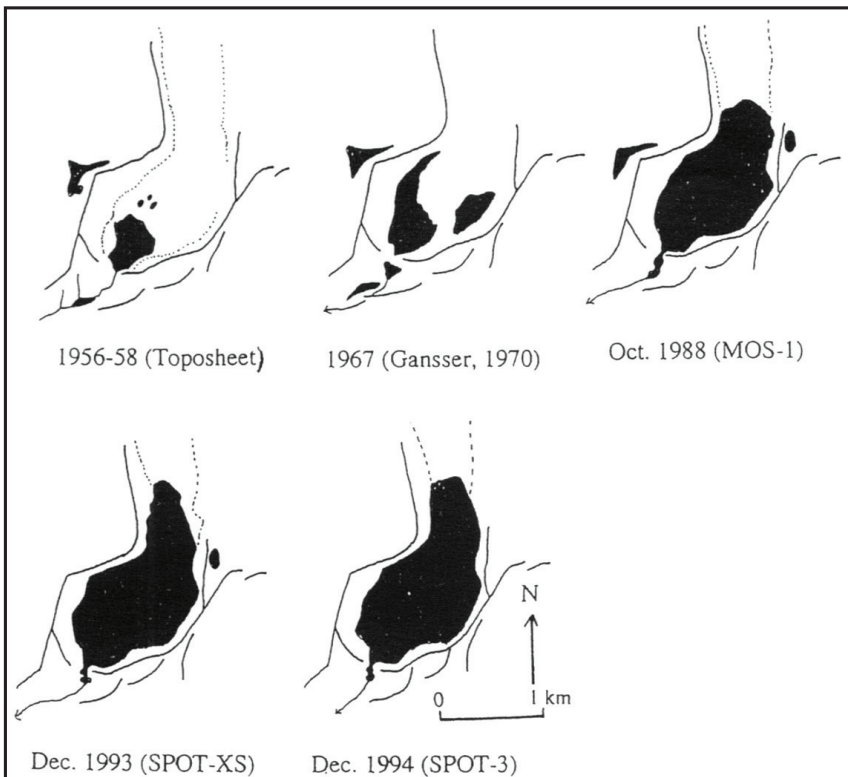 1956-58 (Toposheet)
1967 (Gansser, 1970)
Oct. 1988 (MOS-1)
N
0
1 km
Dec. 1993 (SPOT-XS)
Dec. 1994 (SPOT-3)